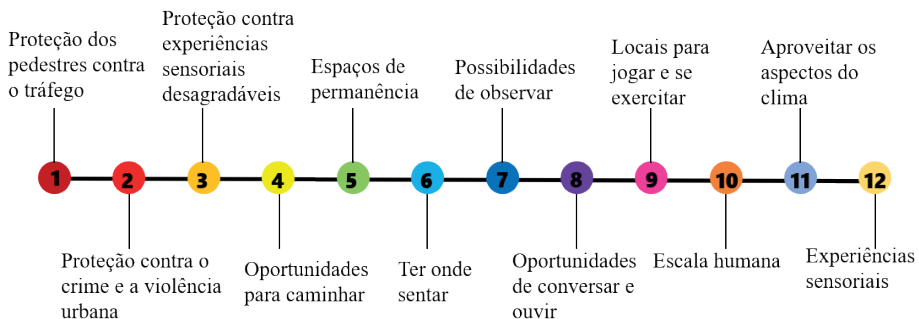 Proteção dos
pedestres contra
o tráfego
Proteção contra
experiências
sensoriais
desagradáveis
Espaços de
permanência
Possibilidades
de observar
Locais para
jogar e se
exercitar
Aproveitar os
aspectos do
clima
1
2
3
4
5
6
7
8
9
10
11
12
Proteção contra o
crime e a violência
urbana
Oportunidades
para caminhar
Ter onde
sentar
Oportunidades
de conversar e
ouvir
Escala humana
Experiências
sensoriais